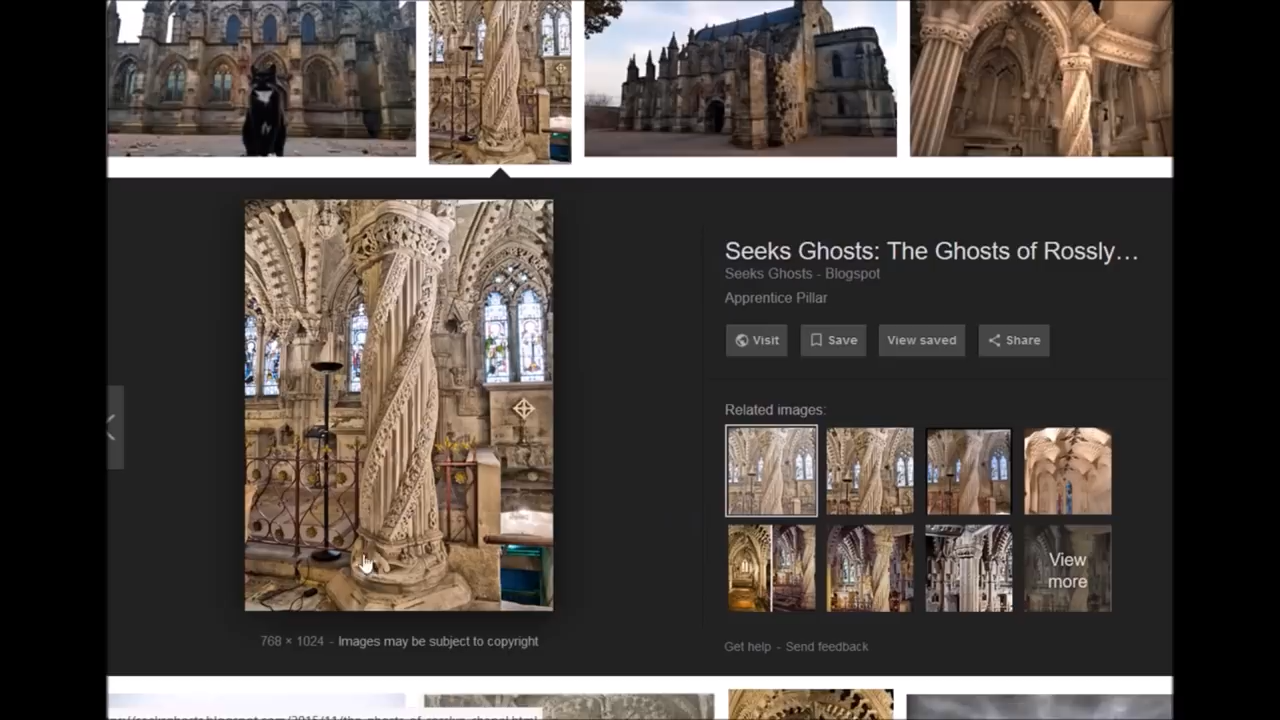 Seeks Ghosts: The Ghosts of Rossly…
Seeks Ghosts - Blogspot
Apprentice Pillar
Visit
Save
View saved
Share
Related images:
View
more
768 × 1024 - Images may be subject to copyright
Get help - Send feedback